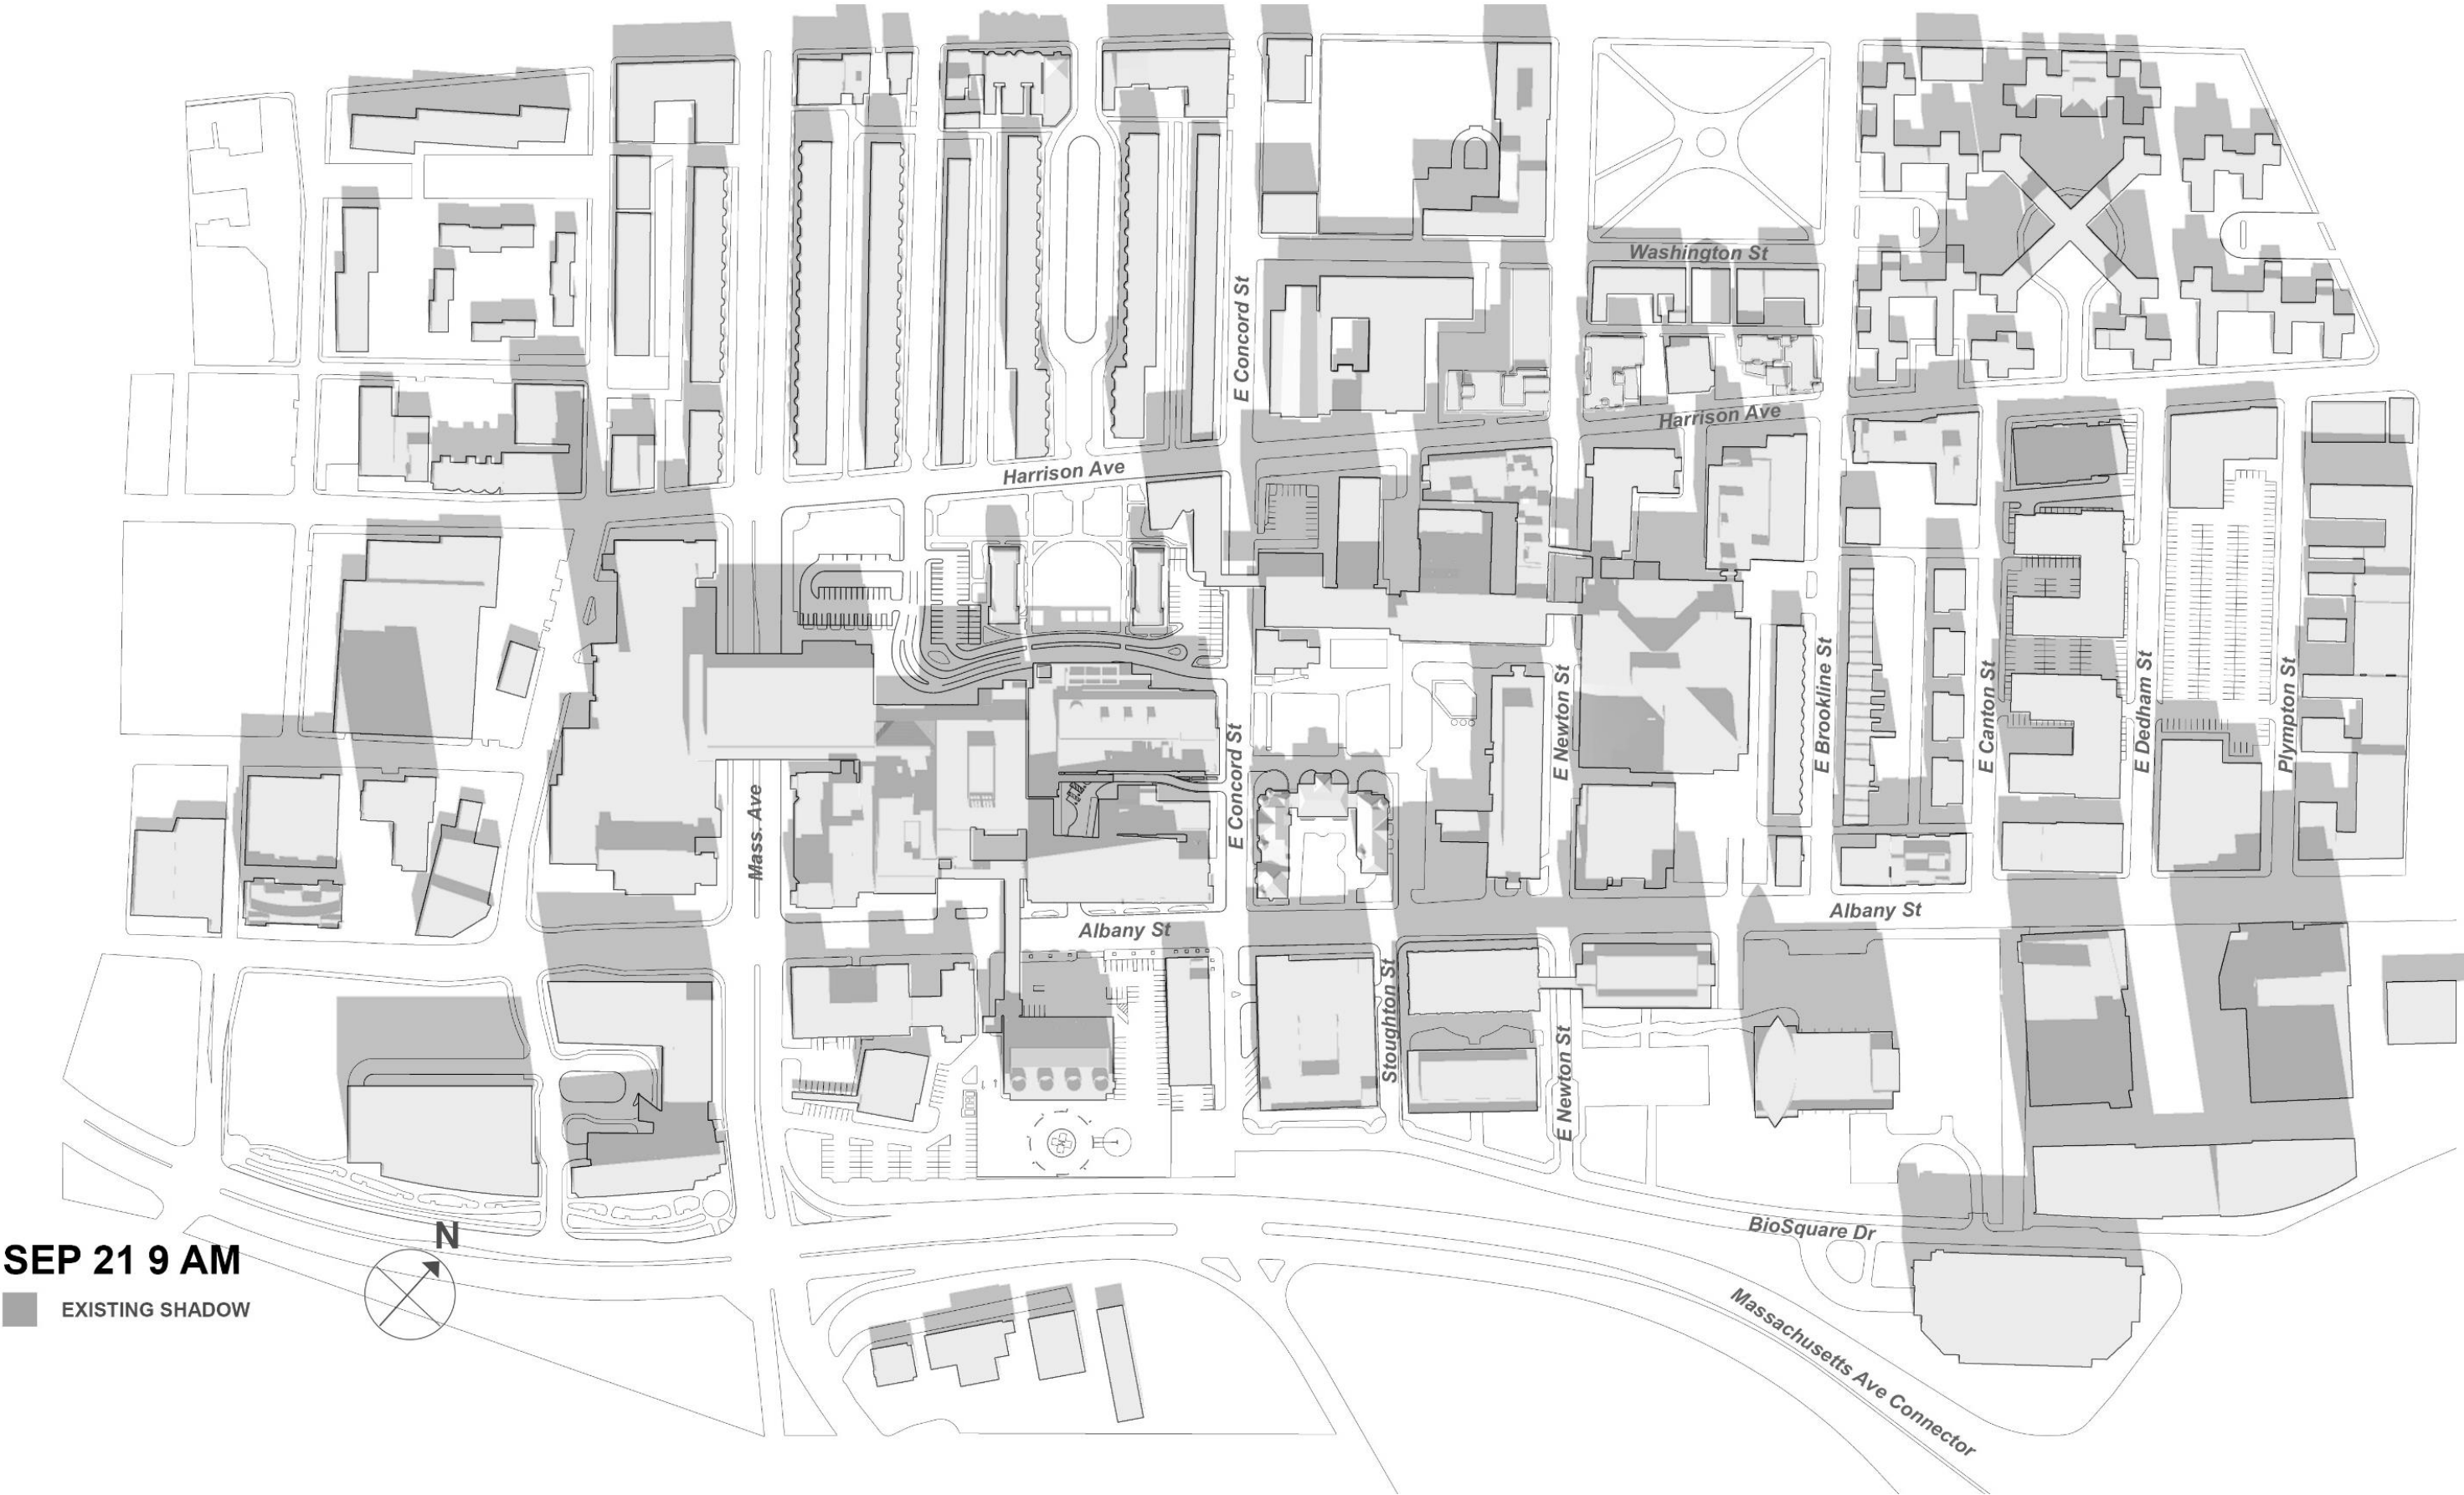 Washington St
E Concord St
Harrison Ave
Harrison Ave
E Newton St
E Brookline St
E Canton St
E Dedham St
Plympton St
E Concord St
Mass. Ave
Albany St
Albany St
Stoughton St
E Newton St
BioSquare Dr
Massachusetts Ave Connector
N
SEP 21 9 AM
EXISTING SHADOW